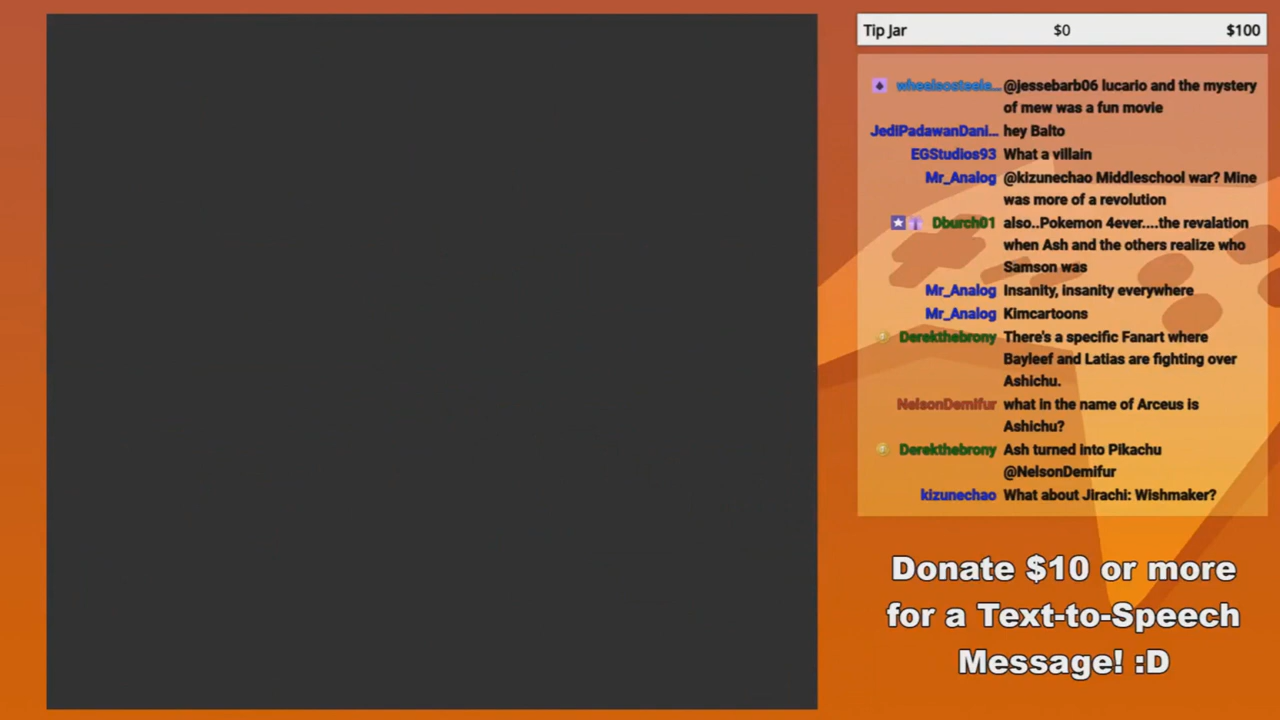 Tip Jar $0 $100
wheelsosteele... @jessebarb06 lucario and the mystery
of mew was a fun movie
JediPadawanDani... hey Balto
EGStudios93 What a villain
Mr_Analog @kizunechao Middleschool war? Mine
was more of a revolution
Dburch01 also..Pokemon 4ever....the revalation
when Ash and the others realize who
Samson was
Mr_Analog Insanity, insanity everywhere
Mr_Analog Kimcartoons
Derekthebrony There's a specific Fanart where
Bayleef and Latias are fighting over
Ashichu.
NelsonDemifur what in the name of Arceus is
Ashichu?
Derekthebrony Ash turned into Pikachu
@NelsonDemifur
kizunechao What about Jirachi: Wishmaker?
Donate $10 or more
for a Text-to-Speech
Message! :D